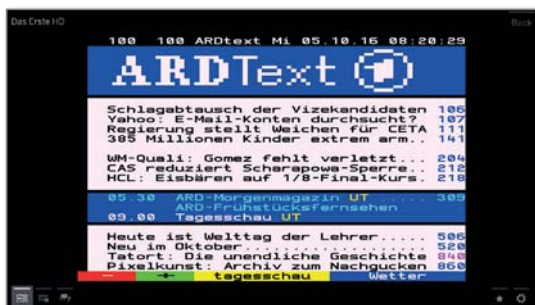 Das Erste HD
Back
100 100 ARDtext Mi 05.10.16 08:20:29
ARDText
Schlagabtausch der Vizekandidaten 106
Yahoo: E-Mail-Konten durchsucht? 107
Regierung stellt Weichen für CETA 111
385 Millionen Kinder extrem arm.. 141
WM-Quali: Gomez fehlt verletzt... 204
CAS reduziert Scharapowa-Sperre.. 212
HCL: Eisbären auf 1/8-Final-Kurs. 218
05.30 ARD-Morgenmagazin UT ..... 309
ARD-Frühstücksfernsehen
09.00 Tagesschau UT
Heute ist Welttag der Lehrer..... 506
Neu im Oktober................... 520
Tatort: Die unendliche Geschichte 840
Pixelkunst: Archiv zum Nachgucken 860
- + tagesschau Wetter